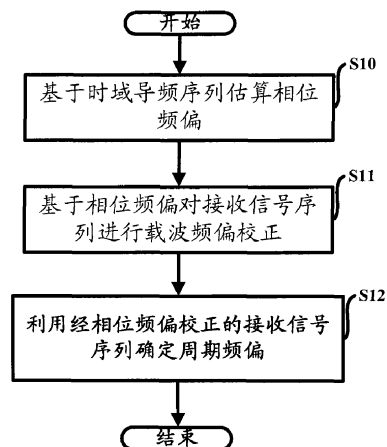 开始
S10
基于时域导频序列估算相位
频偏
S11
基于相位频偏对接收信号序
列进行载波频偏校正
S12
利用经相位频偏校正的接收信号
序列确定周期频偏
结束